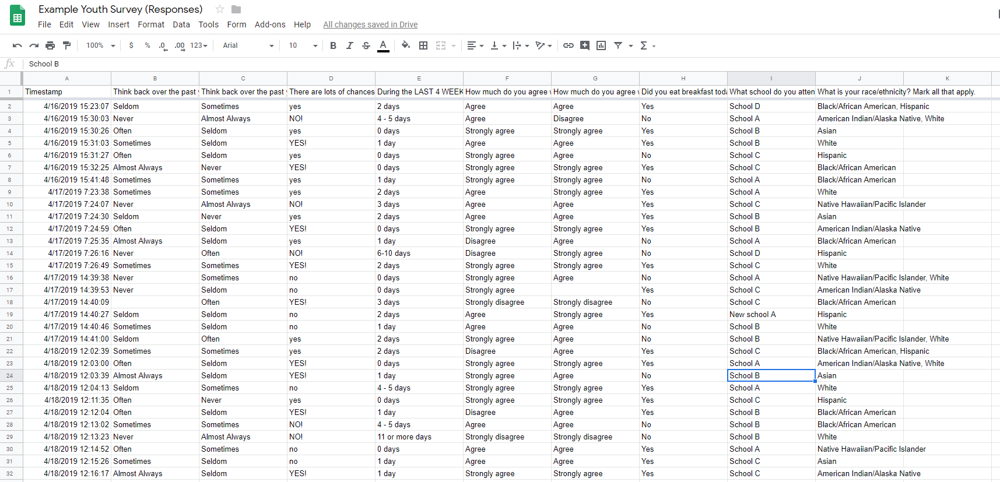 Example Youth Survey (Responses)
File Edit View Insert Format Data Tools Form Add-ons Help All changes saved in Drive
100% $ % .0 .00 123 Arial 10 B I S A Σ
fx School B
A B C D E F G H I J K
1 Timestamp Think back over the past Think back over the past There are lots of chances During the LAST 4 WEEK How much do you agree How much do you agree Did you eat breakfast toda What school do you atten What is your race/ethnicity? Mark all that apply.
2 4/16/2019 15:23:07 Seldom Sometimes yes 2 days Agree Agree Yes School D Black/African American, Hispanic
3 4/16/2019 15:30:03 Never Almost Always NO! 4 - 5 days Agree Disagree No School A American Indian/Alaska Native, White
4 4/16/2019 15:30:26 Often Seldom yes 0 days Strongly agree Strongly agree Yes School B Asian
5 4/16/2019 15:31:03 Sometimes Seldom YES! 1 day Agree Agree Yes School B White
6 4/16/2019 15:31:27 Often Seldom yes 0 days Strongly agree Agree No School C Hispanic
7 4/16/2019 15:32:25 Almost Always Never YES! 0 days Strongly agree Strongly agree Yes School C Black/African American
8 4/16/2019 15:41:48 Sometimes Sometimes yes 1 day Strongly agree Strongly agree No School A Black/African American
9 4/17/2019 7:23:38 Sometimes Sometimes yes 2 days Agree Strongly agree Yes School A White
10 4/17/2019 7:24:07 Never Almost Always NO! 3 days Agree Agree Yes School C Native Hawaiian/Pacific Islander
11 4/17/2019 7:24:30 Seldom Never yes 2 days Agree Agree Yes School B Asian
12 4/17/2019 7:24:59 Often Seldom YES! 0 days Strongly agree Strongly agree Yes School B American Indian/Alaska Native
13 4/17/2019 7:25:35 Almost Always Seldom yes 1 day Disagree Agree No School A Black/African American
14 4/17/2019 7:26:16 Never Often NO! 6-10 days Disagree Strongly agree No School D Hispanic
15 4/17/2019 7:26:49 Sometimes Sometimes YES! 2 days Strongly agree Strongly agree Yes School C White
16 4/17/2019 14:39:38 Never Sometimes no 0 days Strongly agree Agree No School A Native Hawaiian/Pacific Islander, White
17 4/17/2019 14:39:53 Never Seldom no 0 days Strongly agree Yes School C American Indian/Alaska Native
18 4/17/2019 14:40:09 Often YES! 3 days Strongly disagree Strongly disagree No School C Black/African American
19 4/17/2019 14:40:27 Seldom Seldom no 2 days Agree Strongly agree Yes New school A Hispanic
20 4/17/2019 14:40:46 Sometimes Seldom no 1 day Agree Agree No School B White
21 4/17/2019 14:41:00 Seldom Often yes 2 days Strongly agree Agree No School B Native Hawaiian/Pacific Islander, White
22 4/18/2019 12:02:39 Sometimes Sometimes yes 2 days Disagree Agree Yes School C Black/African American, Hispanic
23 4/18/2019 12:03:00 Often Seldom YES! 0 days Strongly agree Strongly agree Yes School A American Indian/Alaska Native, White
24 4/18/2019 12:03:39 Almost Always Seldom YES! 1 day Strongly agree Agree No School B Asian
25 4/18/2019 12:04:13 Seldom Sometimes no 4 - 5 days Strongly agree Strongly agree Yes School A White
26 4/18/2019 12:11:35 Often Never yes 0 days Strongly agree Strongly agree Yes School C Hispanic
27 4/18/2019 12:12:04 Often Seldom YES! 1 day Disagree Agree Yes School B Black/African American
28 4/18/2019 12:13:02 Sometimes Sometimes NO! 4 - 5 days Agree Agree No School B Black/African American
29 4/18/2019 12:13:23 Never Almost Always NO! 11 or more days Strongly disagree Strongly disagree No School B White
30 4/18/2019 12:14:52 Often Sometimes no 0 days Agree Agree Yes School A Native Hawaiian/Pacific Islander
31 4/18/2019 12:15:26 Sometimes Seldom no 1 day Agree Agree Yes School C Asian
32 4/18/2019 12:16:17 Almost Always Seldom YES! 1 day Strongly agree Strongly agree Yes School C American Indian/Alaska Native